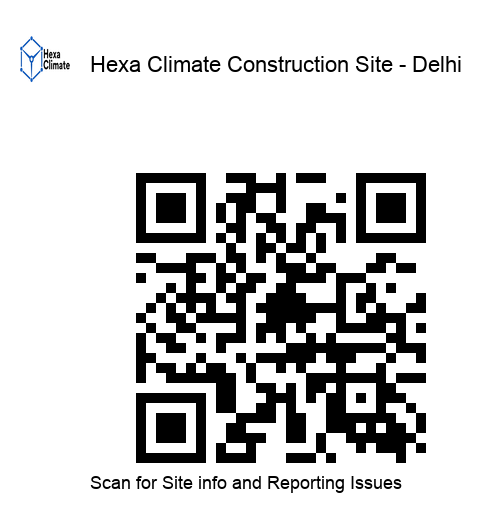 Hexa
Climate
Hexa Climate Construction Site - Delhi
Scan for Site info and Reporting Issues